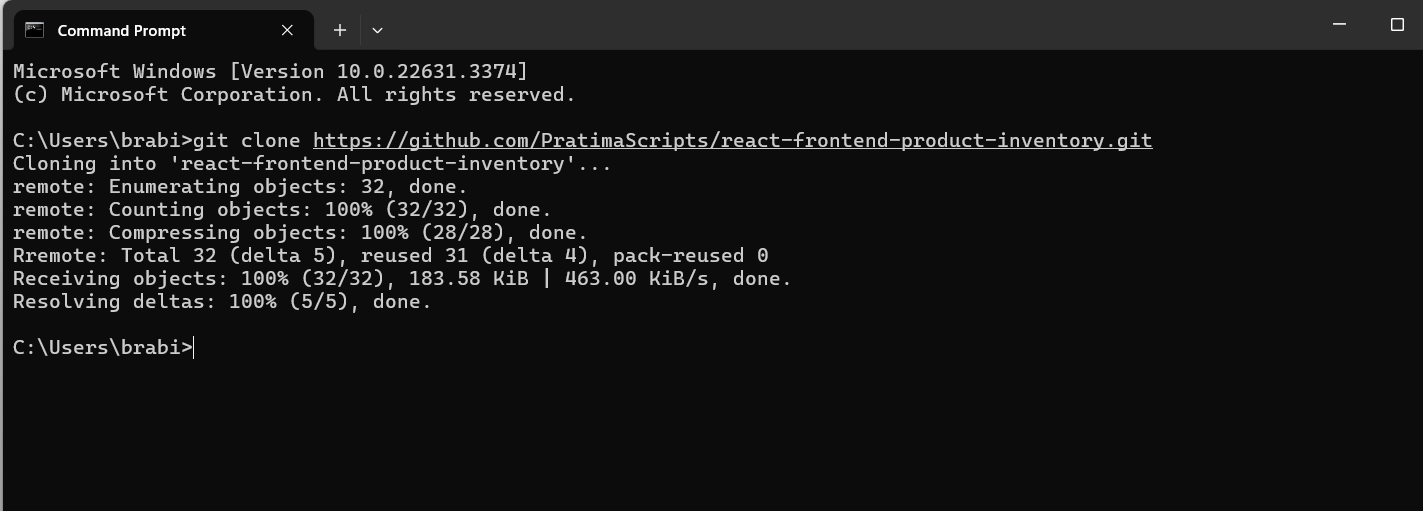 Command Prompt
Microsoft Windows [Version 10.0.22631.3374]
(c) Microsoft Corporation. All rights reserved.
C:\Users\brabi>git clone https://github.com/PratimaScripts/react-frontend-product-inventory.git
Cloning into 'react-frontend-product-inventory'...
remote: Enumerating objects: 32, done.
remote: Counting objects: 100% (32/32), done.
remote: Compressing objects: 100% (28/28), done.
Rremote: Total 32 (delta 5), reused 31 (delta 4), pack-reused 0
Receiving objects: 100% (32/32), 183.58 KiB | 463.00 KiB/s, done.
Resolving deltas: 100% (5/5), done.
C:\Users\brabi>